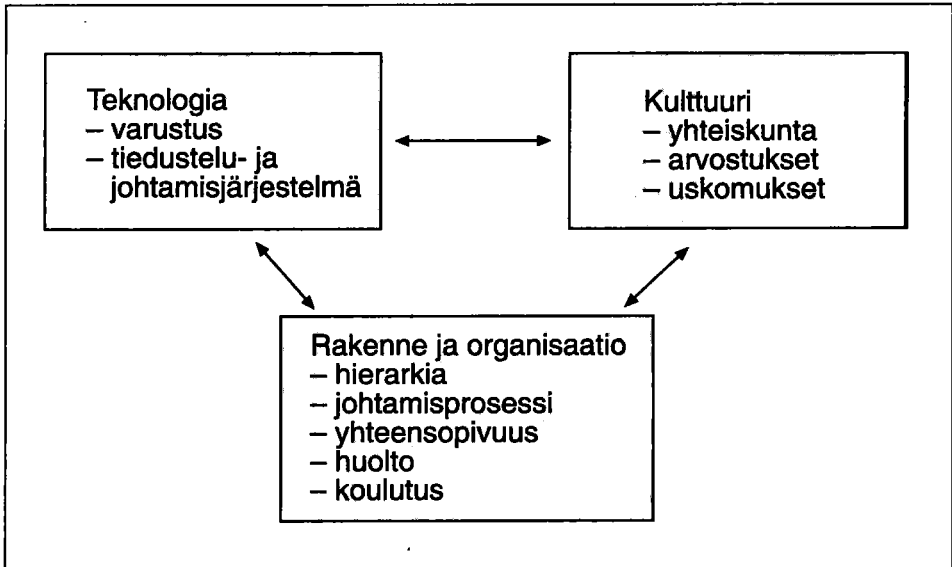 Teknologia
– varustus
– tiedustelu- ja
johtamisjärjestelmä
Kulttuuri
– yhteiskunta
– arvostukset
– uskomukset
Rakenne ja organisaatio
– hierarkia
– johtamisprosessi
– yhteensopivuus
– huolto
– koulutus